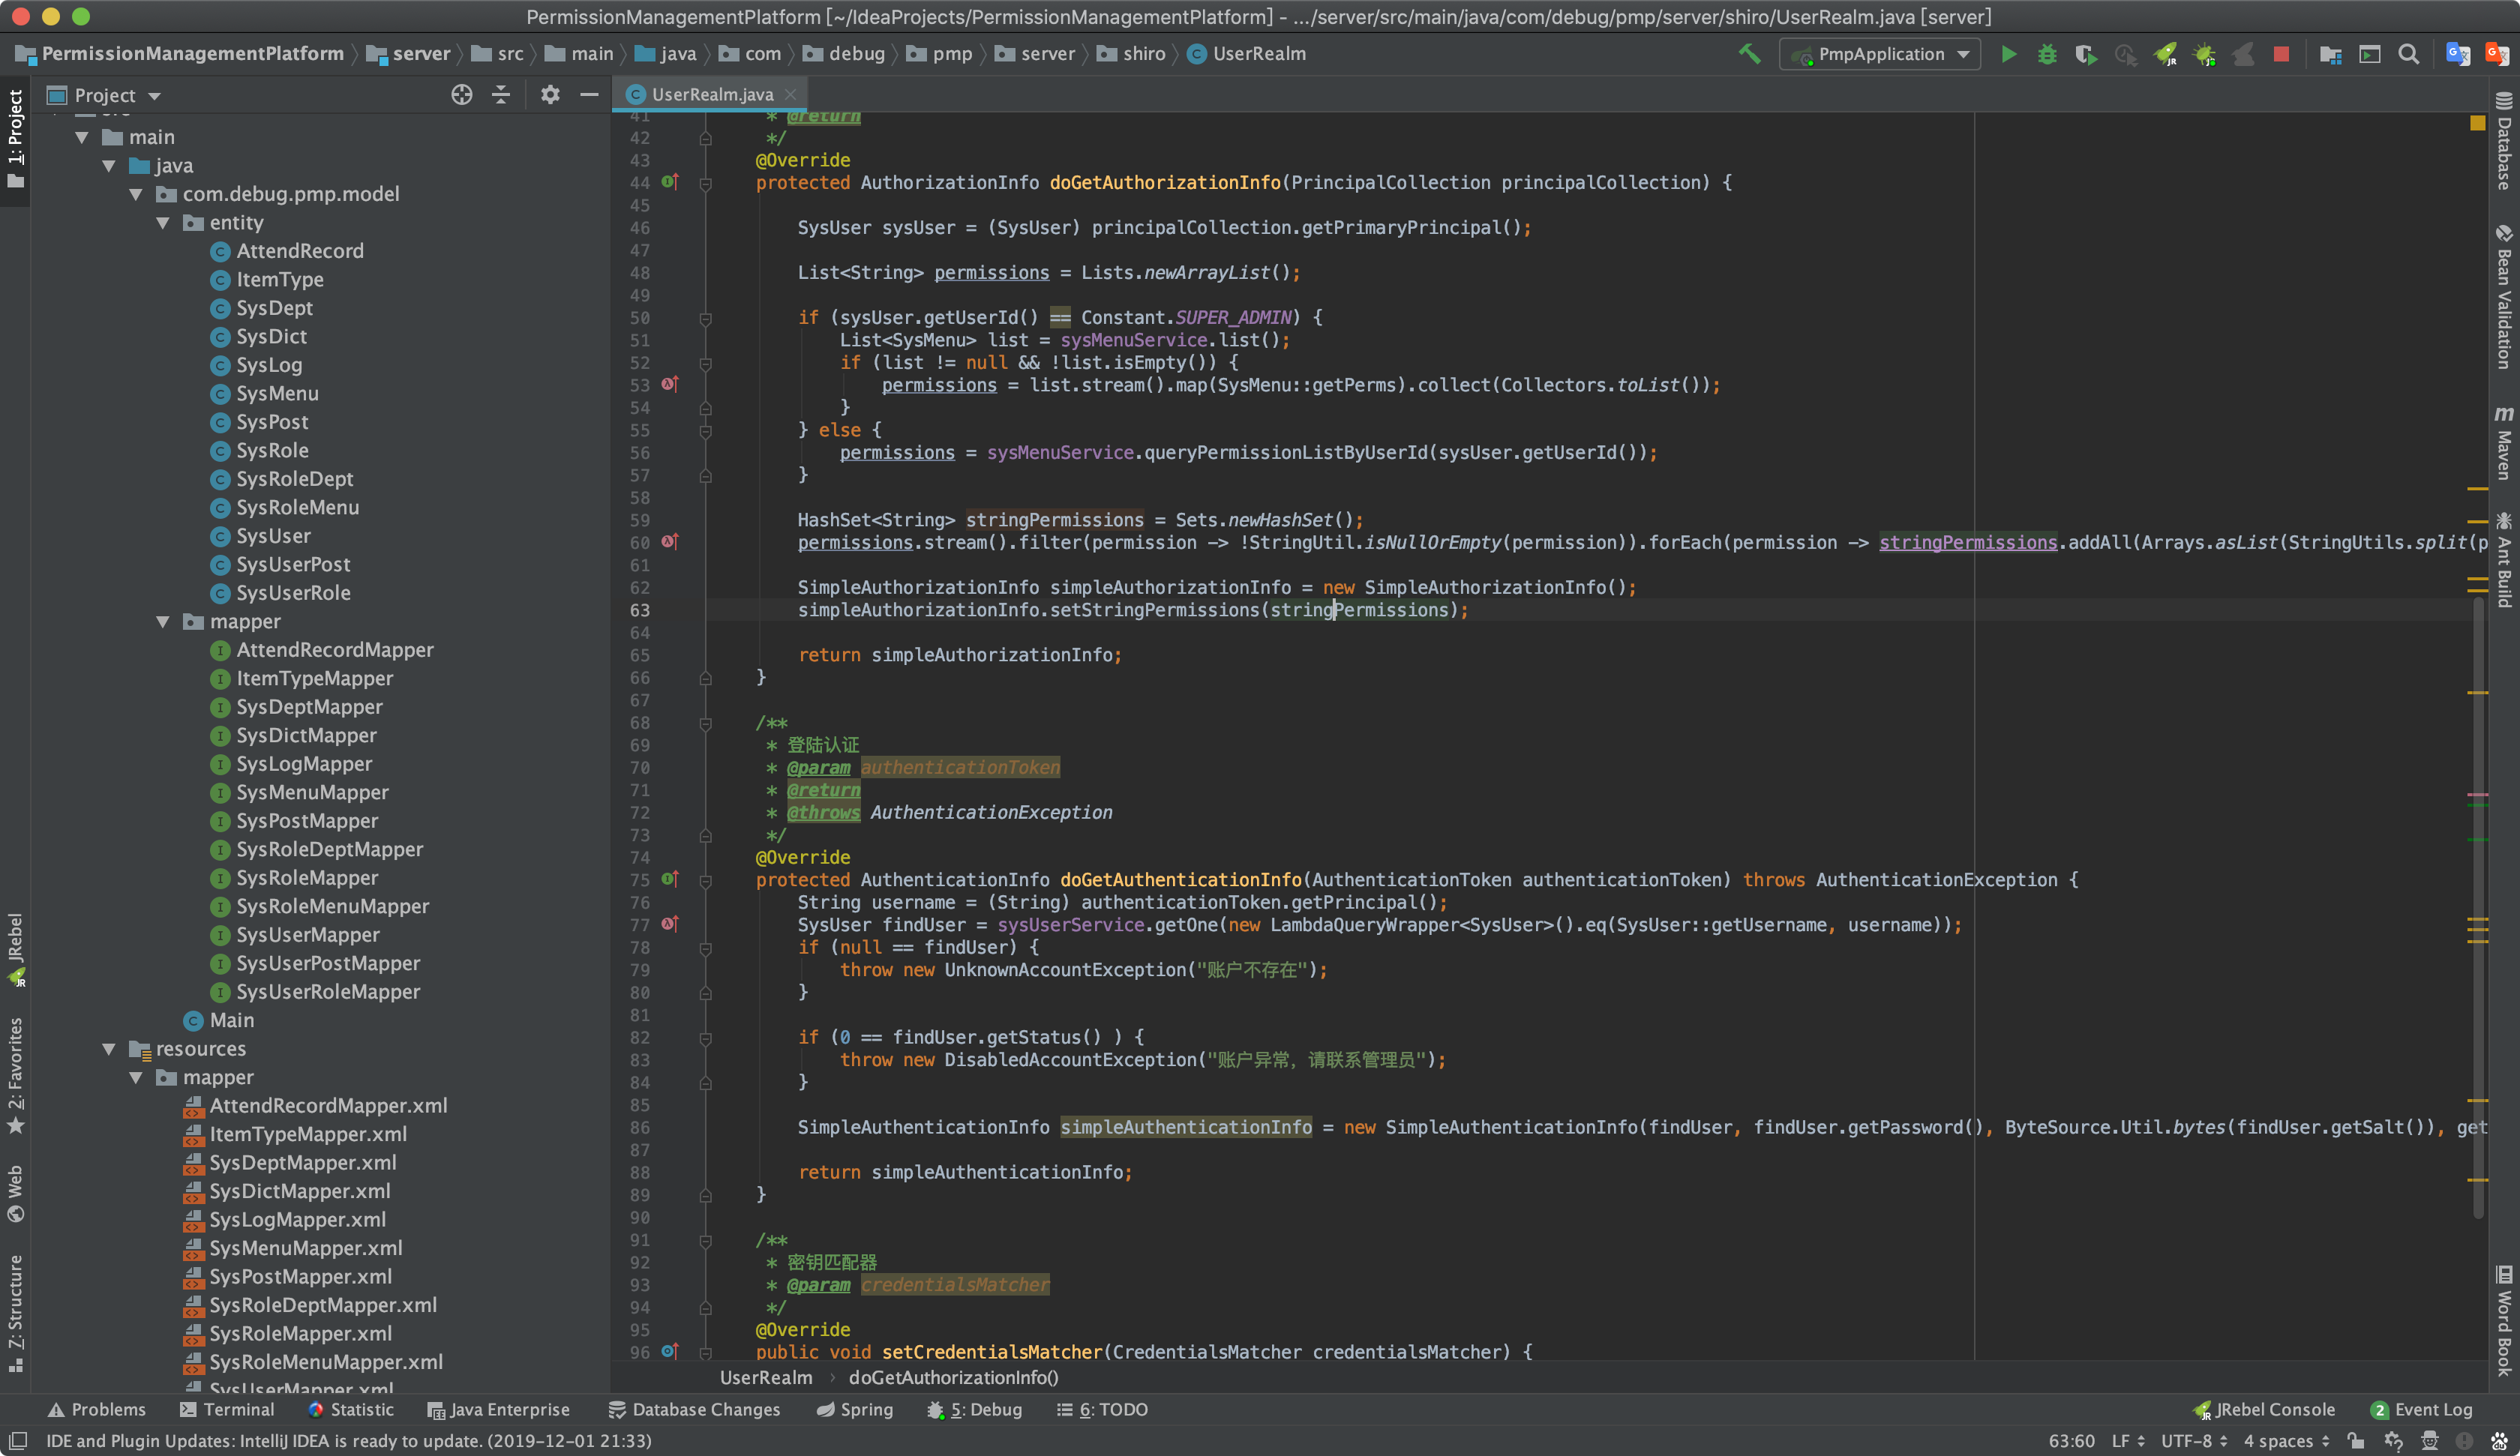 PermissionManagementPlatform [~/IdeaProjects/PermissionManagementPlatform] - .../server/src/main/java/com/debug/pmp/server/shiro/UserRealm.java [server]
PermissionManagementPlatform server src main java com debug pmp server shiro UserRealm PmpApplication
1: Project
JRebel
2: Favorites
Web
Z: Structure
Project
src
main
java
com.debug.pmp.model
entity
AttendRecord
ItemType
SysDept
SysDict
SysLog
SysMenu
SysPost
SysRole
SysRoleDept
SysRoleMenu
SysUser
SysUserPost
SysUserRole
mapper
AttendRecordMapper
ItemTypeMapper
SysDeptMapper
SysDictMapper
SysLogMapper
SysMenuMapper
SysPostMapper
SysRoleDeptMapper
SysRoleMapper
SysRoleMenuMapper
SysUserMapper
SysUserPostMapper
SysUserRoleMapper
Main
resources
mapper
AttendRecordMapper.xml
ItemTypeMapper.xml
SysDeptMapper.xml
SysDictMapper.xml
SysLogMapper.xml
SysMenuMapper.xml
SysPostMapper.xml
SysRoleDeptMapper.xml
SysRoleMapper.xml
SysRoleMenuMapper.xml
SysUserMapper.xml
UserRealm.java
41 * @return
42 */
43 @Override
44 protected AuthorizationInfo doGetAuthorizationInfo(PrincipalCollection principalCollection) {
45
46 SysUser sysUser = (SysUser) principalCollection.getPrimaryPrincipal();
47
48 List<String> permissions = Lists.newArrayList();
49
50 if (sysUser.getUserId() == Constant.SUPER_ADMIN) {
51 List<SysMenu> list = sysMenuService.list();
52 if (list != null && !list.isEmpty()) {
53 permissions = list.stream().map(SysMenu::getPerms).collect(Collectors.toList());
54 }
55 } else {
56 permissions = sysMenuService.queryPermissionListByUserId(sysUser.getUserId());
57 }
58
59 HashSet<String> stringPermissions = Sets.newHashSet();
60 permissions.stream().filter(permission -> !StringUtil.isNullOrEmpty(permission)).forEach(permission -> stringPermissions.addAll(Arrays.asList(StringUtils.split(p
61
62 SimpleAuthorizationInfo simpleAuthorizationInfo = new SimpleAuthorizationInfo();
63 simpleAuthorizationInfo.setStringPermissions(stringPermissions);
64
65 return simpleAuthorizationInfo;
66 }
67
68 /**
69 * 登陆认证
70 * @param authenticationToken
71 * @return
72 * @throws AuthenticationException
73 */
74 @Override
75 protected AuthenticationInfo doGetAuthenticationInfo(AuthenticationToken authenticationToken) throws AuthenticationException {
76 String username = (String) authenticationToken.getPrincipal();
77 SysUser findUser = sysUserService.getOne(new LambdaQueryWrapper<SysUser>().eq(SysUser::getUsername, username));
78 if (null == findUser) {
79 throw new UnknownAccountException("账户不存在");
80 }
81
82 if (0 == findUser.getStatus() ) {
83 throw new DisabledAccountException("账户异常，请联系管理员");
84 }
85
86 SimpleAuthenticationInfo simpleAuthenticationInfo = new SimpleAuthenticationInfo(findUser, findUser.getPassword(), ByteSource.Util.bytes(findUser.getSalt()), get
87
88 return simpleAuthenticationInfo;
89 }
90
91 /**
92 * 密钥匹配器
93 * @param credentialsMatcher
94 */
95 @Override
96 public void setCredentialsMatcher(CredentialsMatcher credentialsMatcher) {
UserRealm › doGetAuthorizationInfo()
Database
Bean Validation
Maven
Ant Build
Word Book
Problems Terminal Statistic Java Enterprise Database Changes Spring 5: Debug 6: TODO JRebel Console 2 Event Log
IDE and Plugin Updates: IntelliJ IDEA is ready to update. (2019-12-01 21:33) 63:60 LF UTF-8 4 spaces